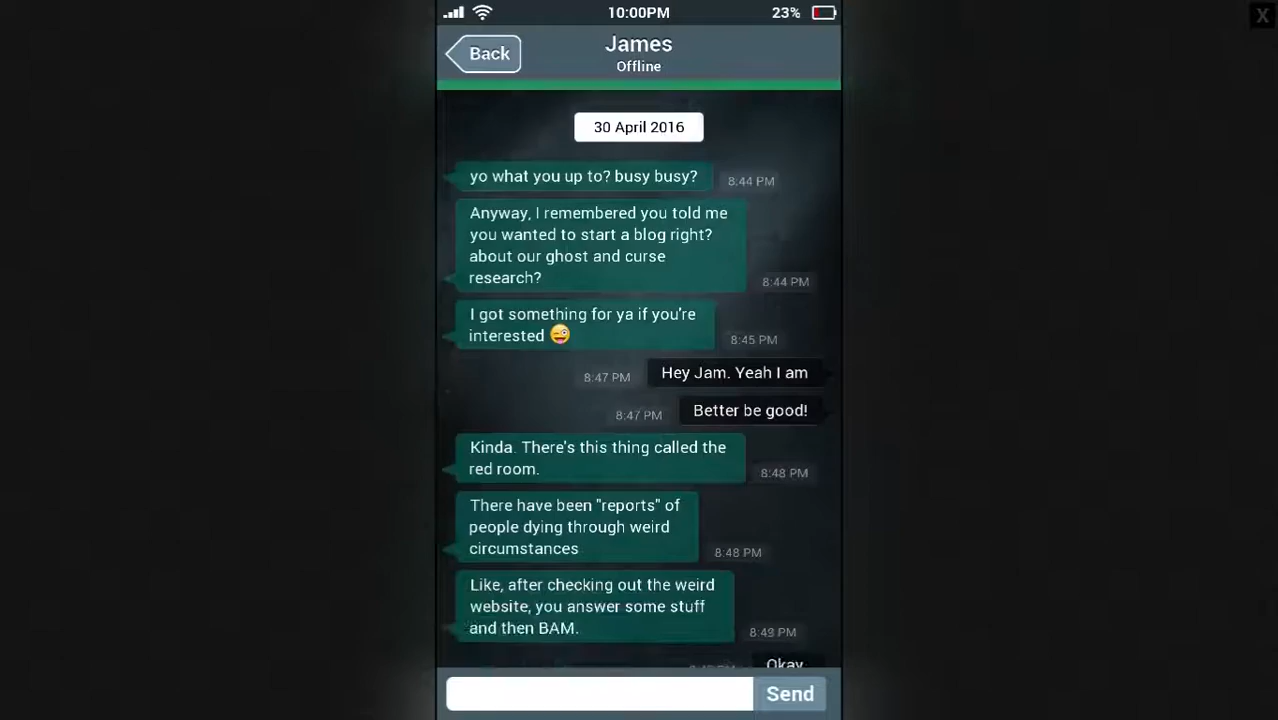 10:00PM
23%
X
Back
James
Offline
30 April 2016
yo what you up to? busy busy?
8:44 PM
Anyway, I remembered you told me
you wanted to start a blog right?
about our ghost and curse
research?
8:44 PM
I got something for ya if you're
interested 😜
8:45 PM
Hey Jam. Yeah I am
8:47 PM
Better be good!
8:47 PM
Kinda. There's this thing called the
red room.
8:48 PM
There have been "reports" of
people dying through weird
circumstances
8:48 PM
Like, after checking out the weird
website, you answer some stuff
and then BAM.
8:49 PM
Okay
Send